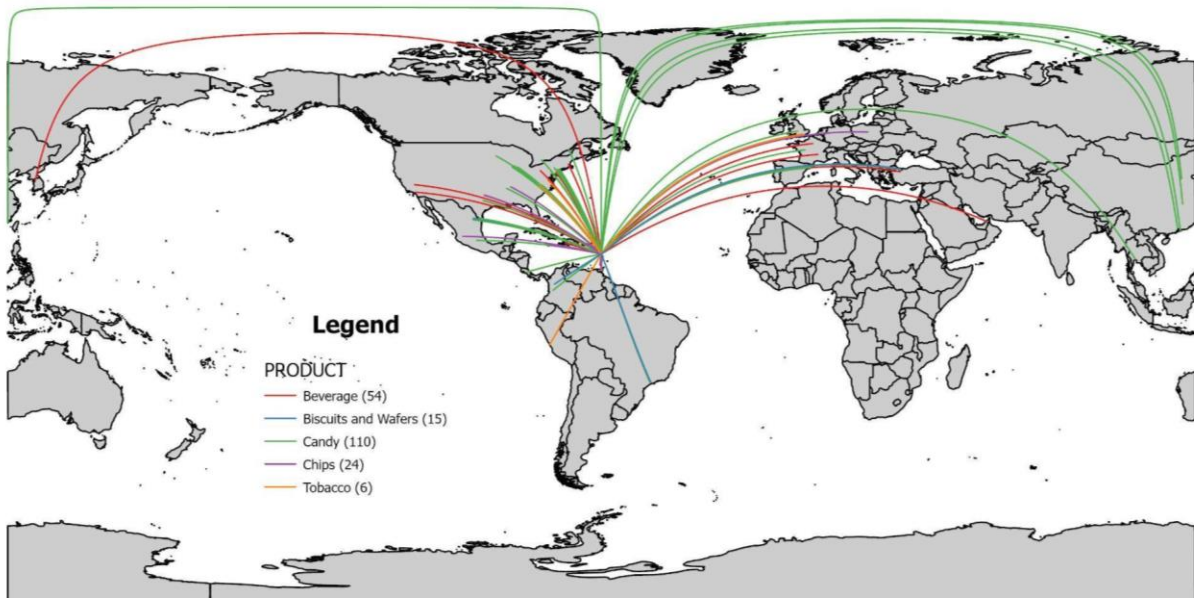 Legend
PRODUCT
Beverage (54)
Biscuits and Wafers (15)
Candy (110)
Chips (24)
Tobacco (6)